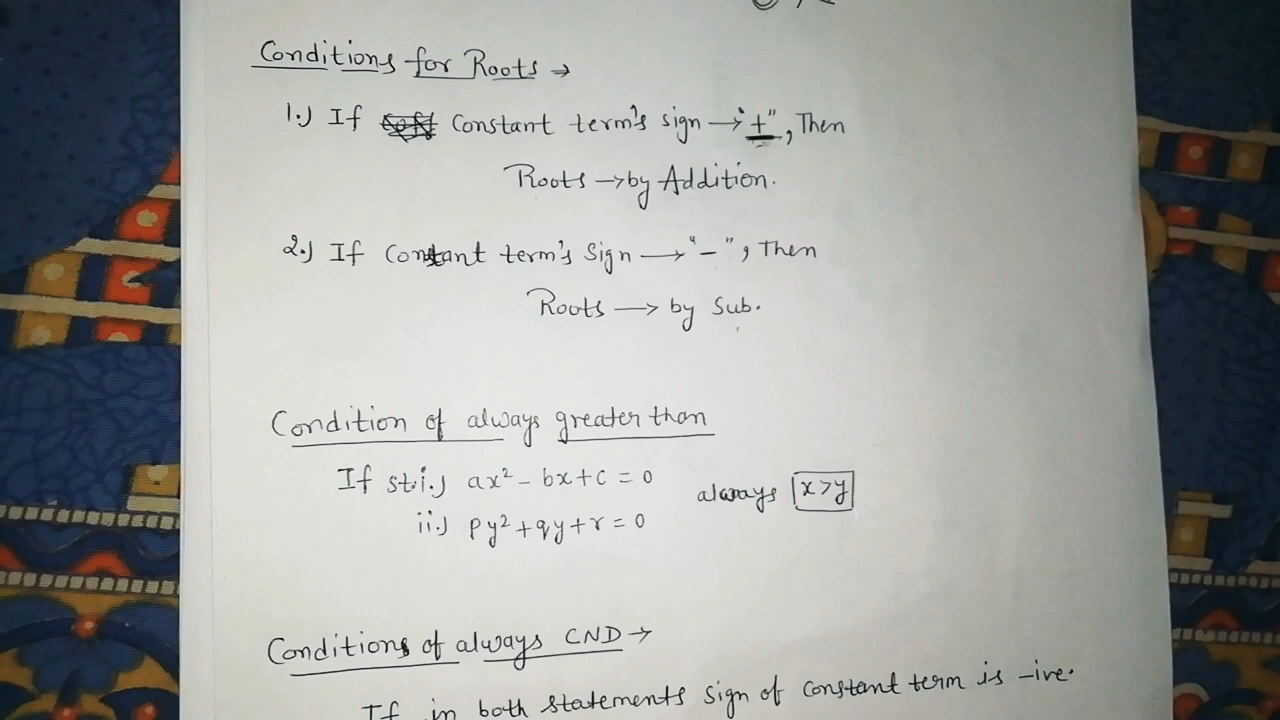 Conditions for Roots →
1.) If Constant term's sign → "+", Then
Roots → by Addition.
2.) If Constant term's Sign → "-", Then
Roots → by Sub.
Condition of always greater than
If st.i.) ax² - bx + c = 0
always x>y
ii.) py² + qy + r = 0
Conditions of always CND →
If in both statements sign of constant term is -ive.